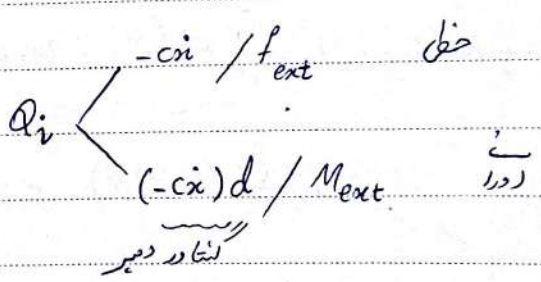 -cẋ / f_ext خطی
Q_i
(-cẋ)d / M_ext دورانی
گشتاور دمپر